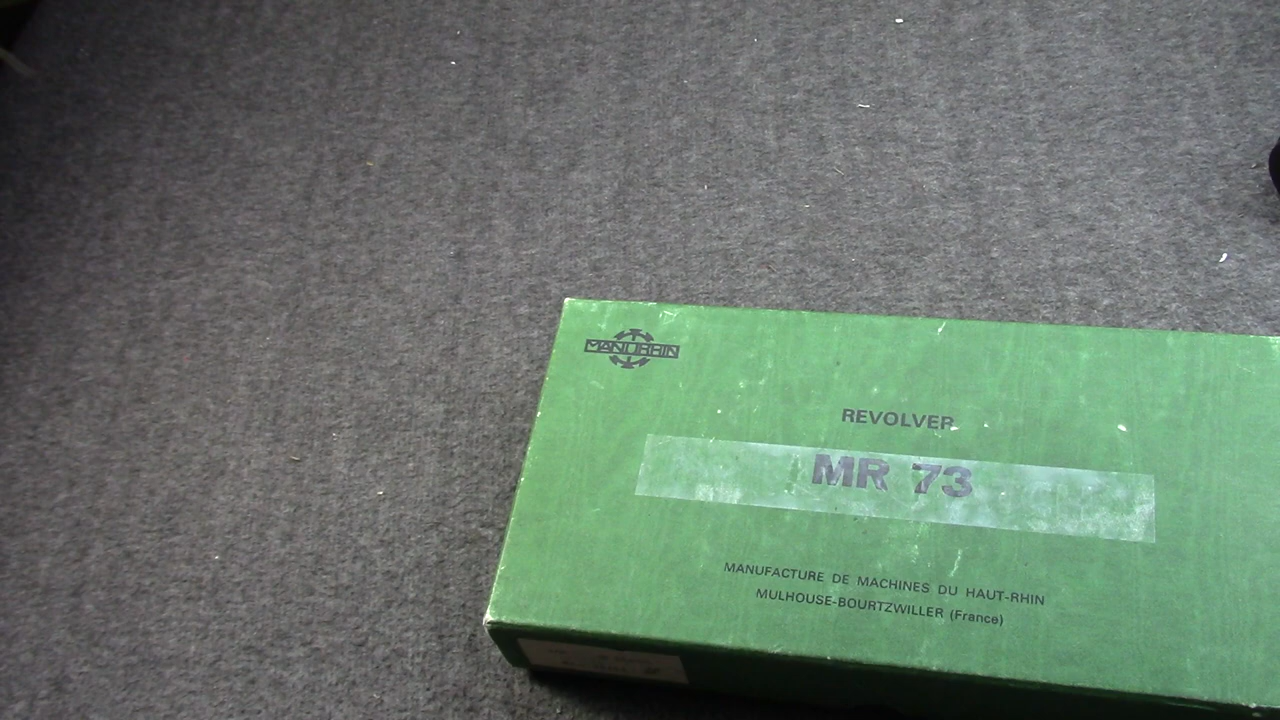 MANURHIN
REVOLVER
MR 73
MANUFACTURE DE MACHINES DU HAUT-RHIN
MULHOUSE-BOURTZWILLER (France)